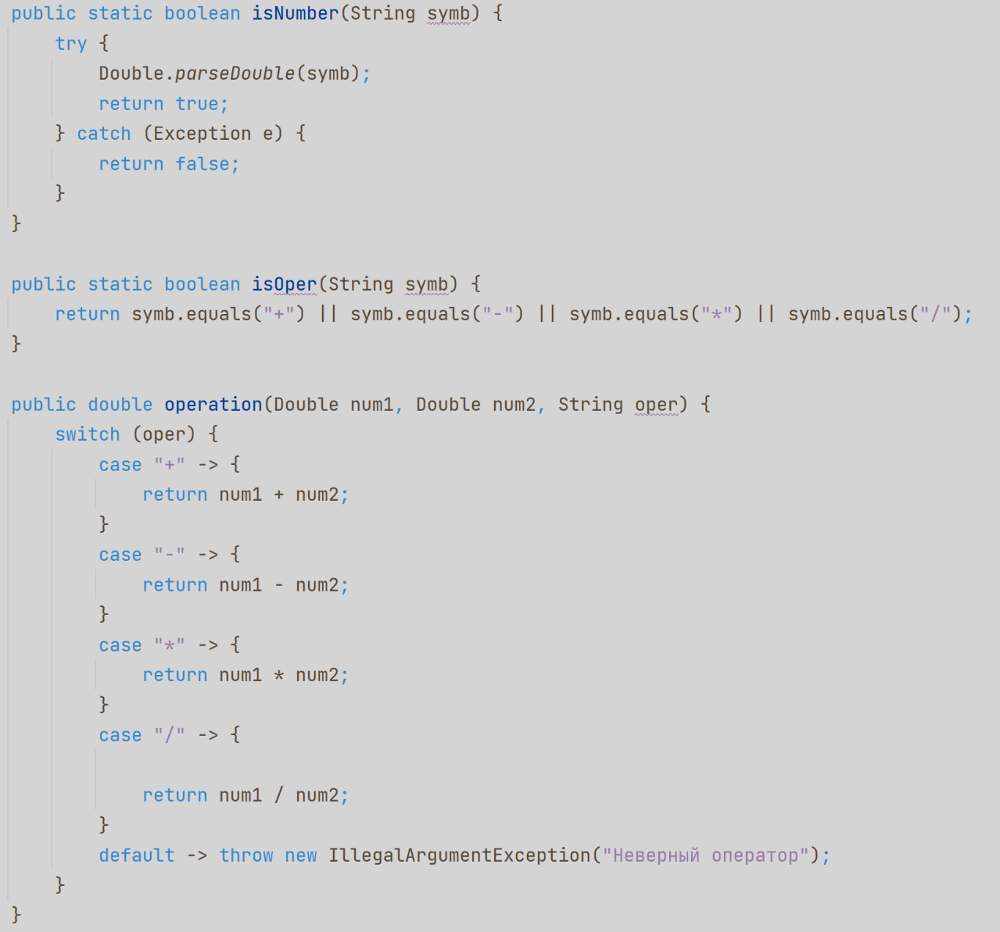 public static boolean isNumber(String symb) {
    try {
        Double.parseDouble(symb);
        return true;
    } catch (Exception e) {
        return false;
    }
}

public static boolean isOper(String symb) {
    return symb.equals("+") || symb.equals("-") || symb.equals("*") || symb.equals("/");
}

public double operation(Double num1, Double num2, String oper) {
    switch (oper) {
        case "+" -> {
            return num1 + num2;
        }
        case "-" -> {
            return num1 - num2;
        }
        case "*" -> {
            return num1 * num2;
        }
        case "/" -> {

            return num1 / num2;
        }
        default -> throw new IllegalArgumentException("Неверный оператор");
    }
}